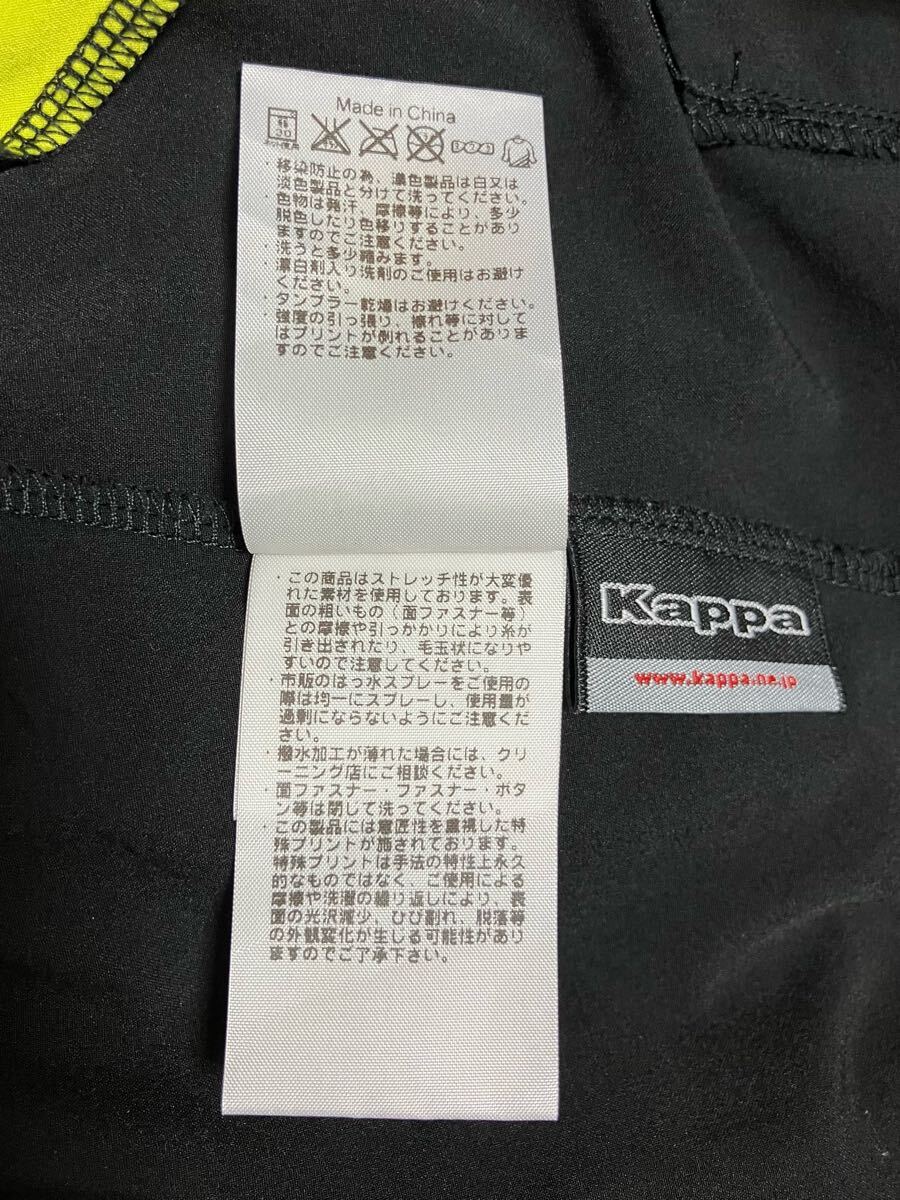 Made in China
弱
30
ネット使用
・移染防止の為、濃色製品は白又は
淡色製品と分けて洗ってください。
・色物は発汗、摩擦等により、多少
脱色したり色移りすることがあり
ますのでご注意ください。
・洗うと多少縮みます。
・漂白剤入り洗剤のご使用はお避け
ください。
・タンブラー乾燥はお避けください。
・強度の引っ張り、擦れ等に対して
はプリントが剥れることがありま
すのでご注意ください。
・この商品はストレッチ性が大変優
れた素材を使用しております。表
面の粗いもの（面ファスナー等）
との摩擦や引っかかりにより糸が
引き出されたり、毛玉状になりや
すいので注意してください。
・市販のはっ水スプレーをご使用の
際は均一にスプレーし、使用量が
過剰にならないようにご注意くだ
さい。
・撥水加工が薄れた場合には、クリ
ーニング店にご相談ください。
・面ファスナー・ファスナー・ボタ
ン等は閉じて洗ってください。
・この製品には意匠性を重視した特
殊プリントが施されております。
特殊プリントは手法の特性上永久
的なものではなく、ご使用による
摩擦や洗濯の繰り返しにより、表
面の光沢減少、ひび割れ、脱落等
の外観変化が生じる可能性があり
ますのでご了承下さい。
Kappa
www.kappa.ne.jp